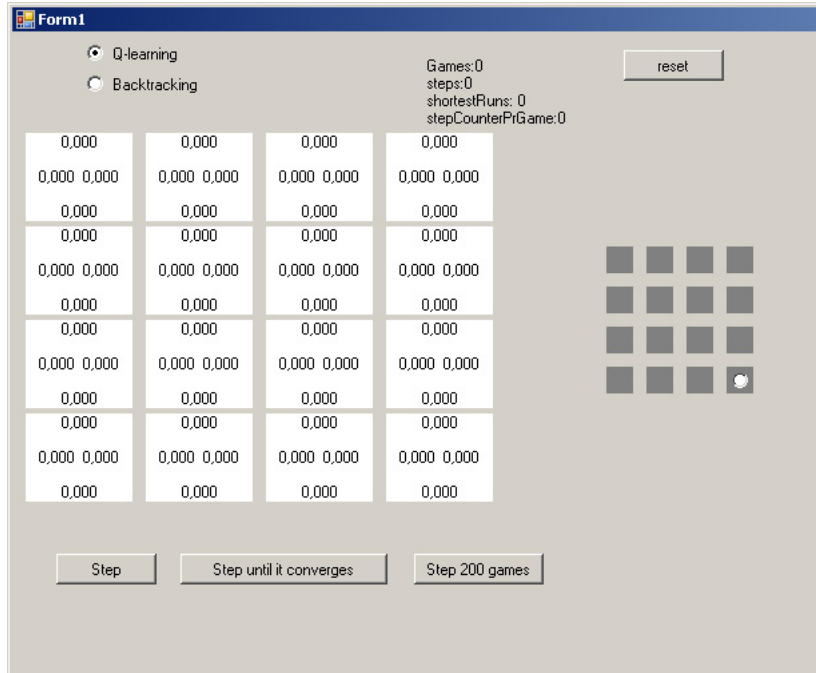 Form1
Q-learning
Backtracking
Games:0
steps:0
shortestRuns: 0
stepCounterPrGame:0
reset
0,000 0,000 0,000 0,000
0,000 0,000 0,000 0,000 0,000 0,000 0,000 0,000
0,000 0,000 0,000 0,000
0,000 0,000 0,000 0,000
0,000 0,000 0,000 0,000 0,000 0,000 0,000 0,000
0,000 0,000 0,000 0,000
0,000 0,000 0,000 0,000
0,000 0,000 0,000 0,000 0,000 0,000 0,000 0,000
0,000 0,000 0,000 0,000
0,000 0,000 0,000 0,000
0,000 0,000 0,000 0,000 0,000 0,000 0,000 0,000
0,000 0,000 0,000 0,000
Step Step until it converges Step 200 games